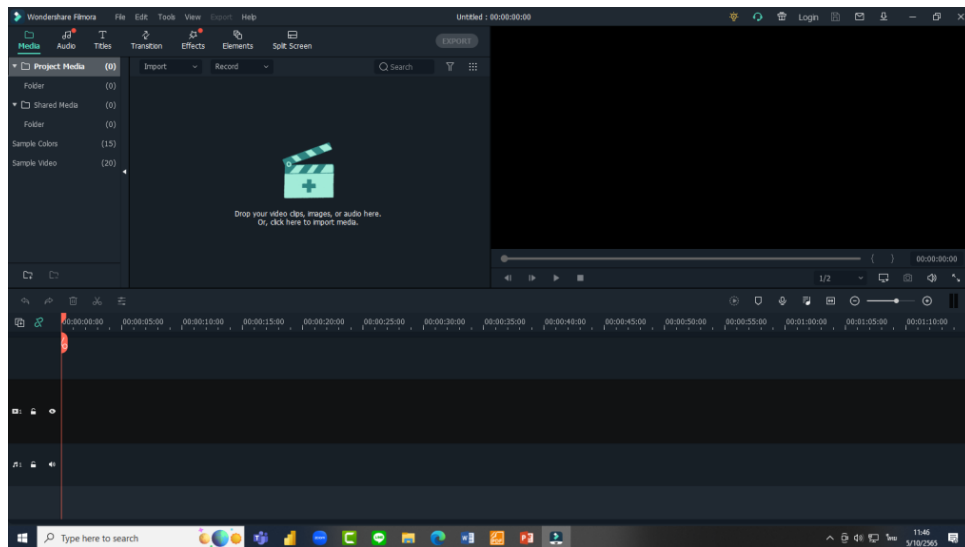 Wondershare Filmora File Edit Tools View Export Help Untitled : 00:00:00:00 Login
Media Audio Titles Transition Effects Elements Split Screen EXPORT
Project Media (0) Import Record Search
Folder (0)
Shared Media (0)
Folder (0)
Sample Colors (15)
Sample Video (20)
Drop your video clips, images, or audio here.
Or, click here to import media.
{ } 00:00:00:00
1/2
00:00:00:00 00:00:05:00 00:00:10:00 00:00:15:00 00:00:20:00 00:00:25:00 00:00:30:00 00:00:35:00 00:00:40:00 00:00:45:00 00:00:50:00 00:00:55:00 00:01:00:00 00:01:05:00 00:01:10:00
1
1
Type here to search ไทย 11:46
5/10/2565